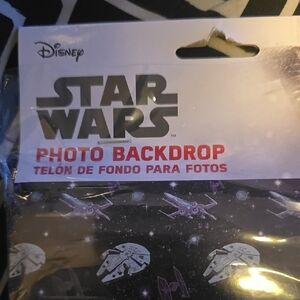 Disney
STAR
WARS
PHOTO BACKDROP
TELÓN DE FONDO PARA FOTOS